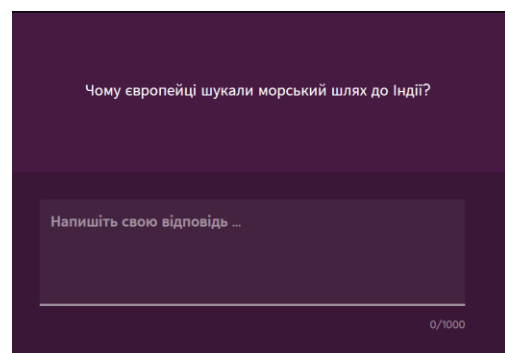 Чому європейці шукали морський шлях до Індії?
Напишіть свою відповідь ...
0/1000